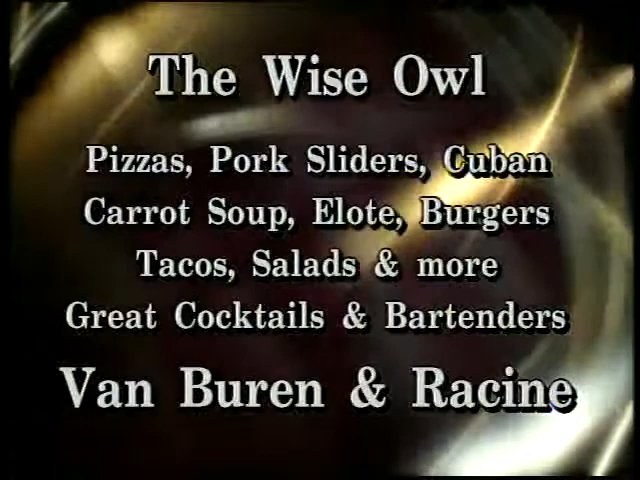 The Wise Owl
Pizzas, Pork Sliders, Cuban
Carrot Soup, Elote, Burgers
Tacos, Salads & more
Great Cocktails & Bartenders
Van Buren & Racine